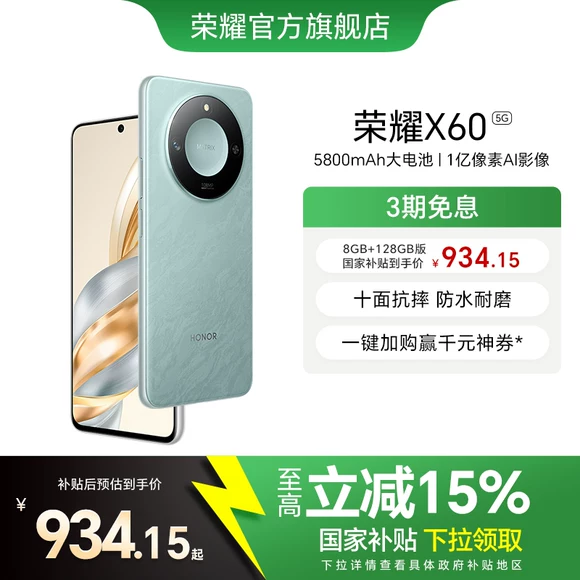 荣耀官方旗舰店
荣耀X60 5G
5800mAh大电池 | 1亿像素AI影像
3期免息
8GB+128GB版
国家补贴到手价 ¥934.15
十面抗摔 防水耐磨
一键加购赢千元神券*
MATRIX
HONOR
补贴后预估到手价
¥934.15起
至高立减15%
国家补贴 下拉领取
下拉详情查看具体政府补贴地区